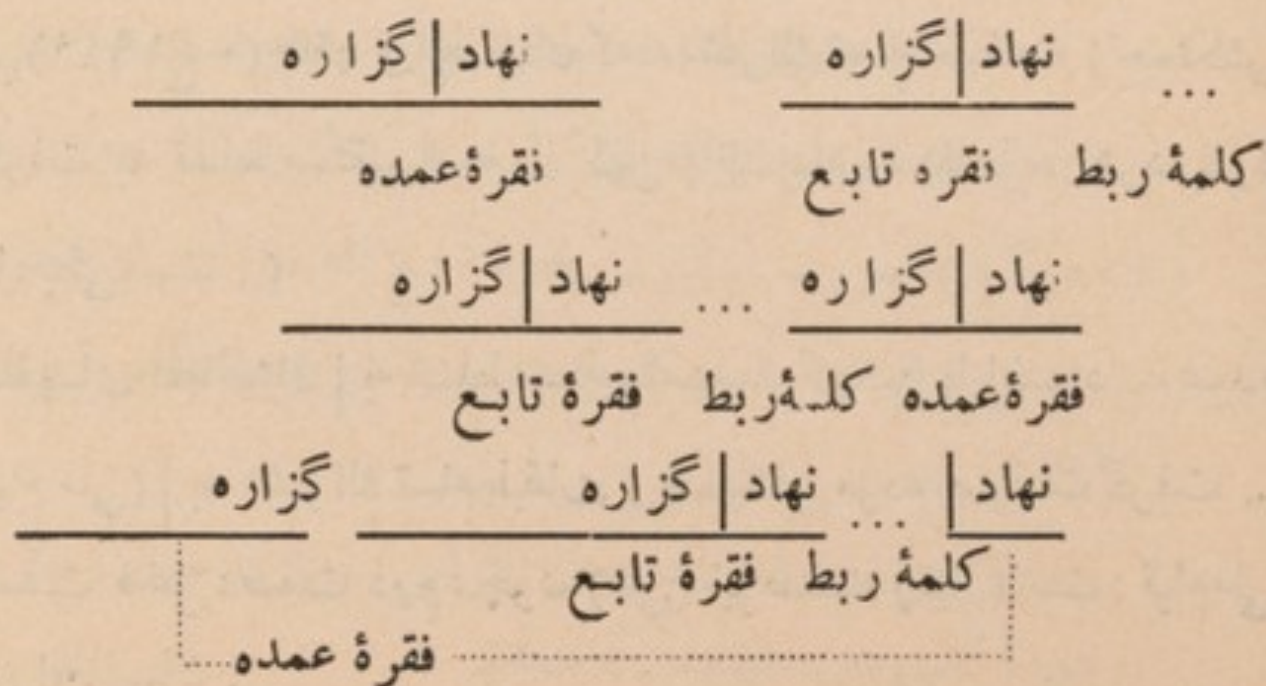 ... نهاد | گزاره نهاد | گزاره
کلمهٔ ربط نقره تابع نقرهٔ عمده
نهاد | گزاره ... نهاد | گزاره
فقرهٔ عمده کلمهٔ ربط فقرهٔ تابع
نهاد | ... نهاد | گزاره گزاره
کلمهٔ ربط فقرهٔ تابع
فقرهٔ عمده